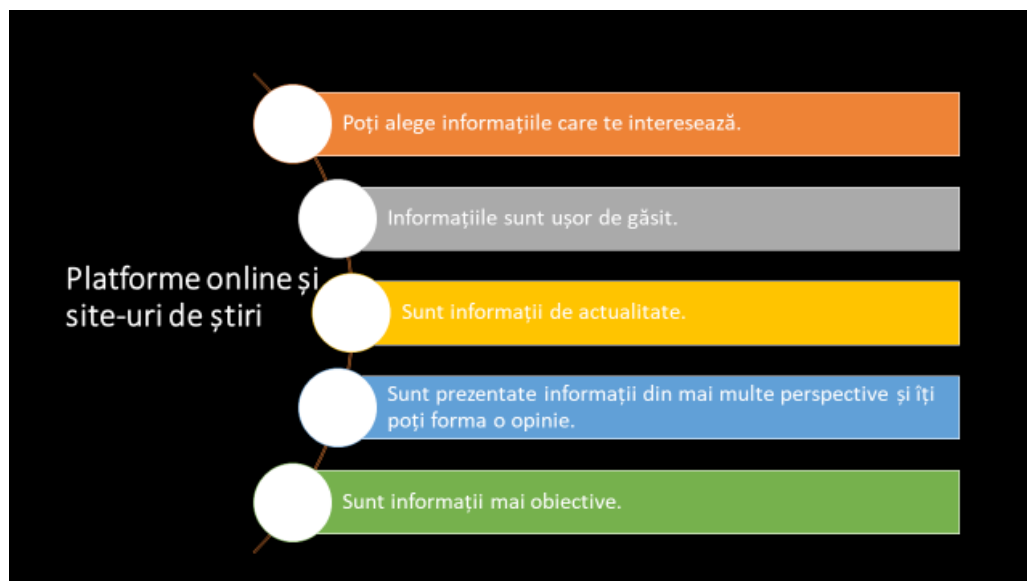 Platforme online și
site-uri de știri
Poți alege informațiile care te interesează.
Informațiile sunt ușor de găsit.
Sunt informații de actualitate.
Sunt prezentate informații din mai multe perspective și îți
poți forma o opinie.
Sunt informații mai obiective.